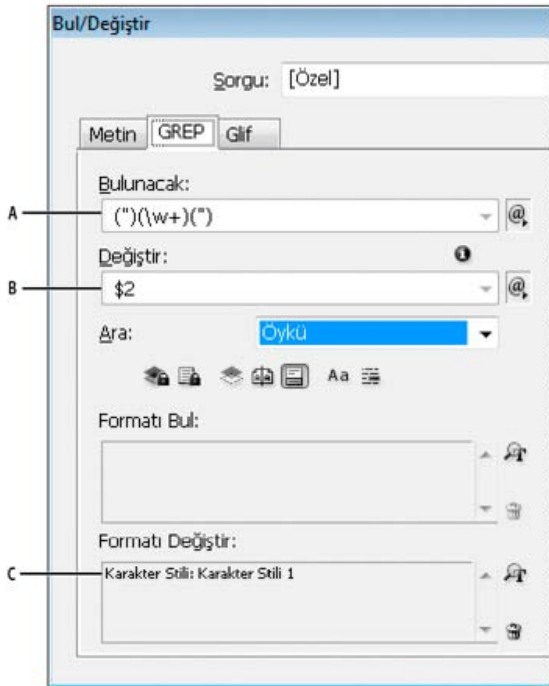 Bul/Değiştir
Sorgu: [Özel]
Metin GREP Glif
Bulunacak:
A (")(\w+)(")
Değiştir:
B $2
Ara: Öykü
Aa
Formatı Bul:
Formatı Değiştir:
C Karakter Stili: Karakter Stili 1